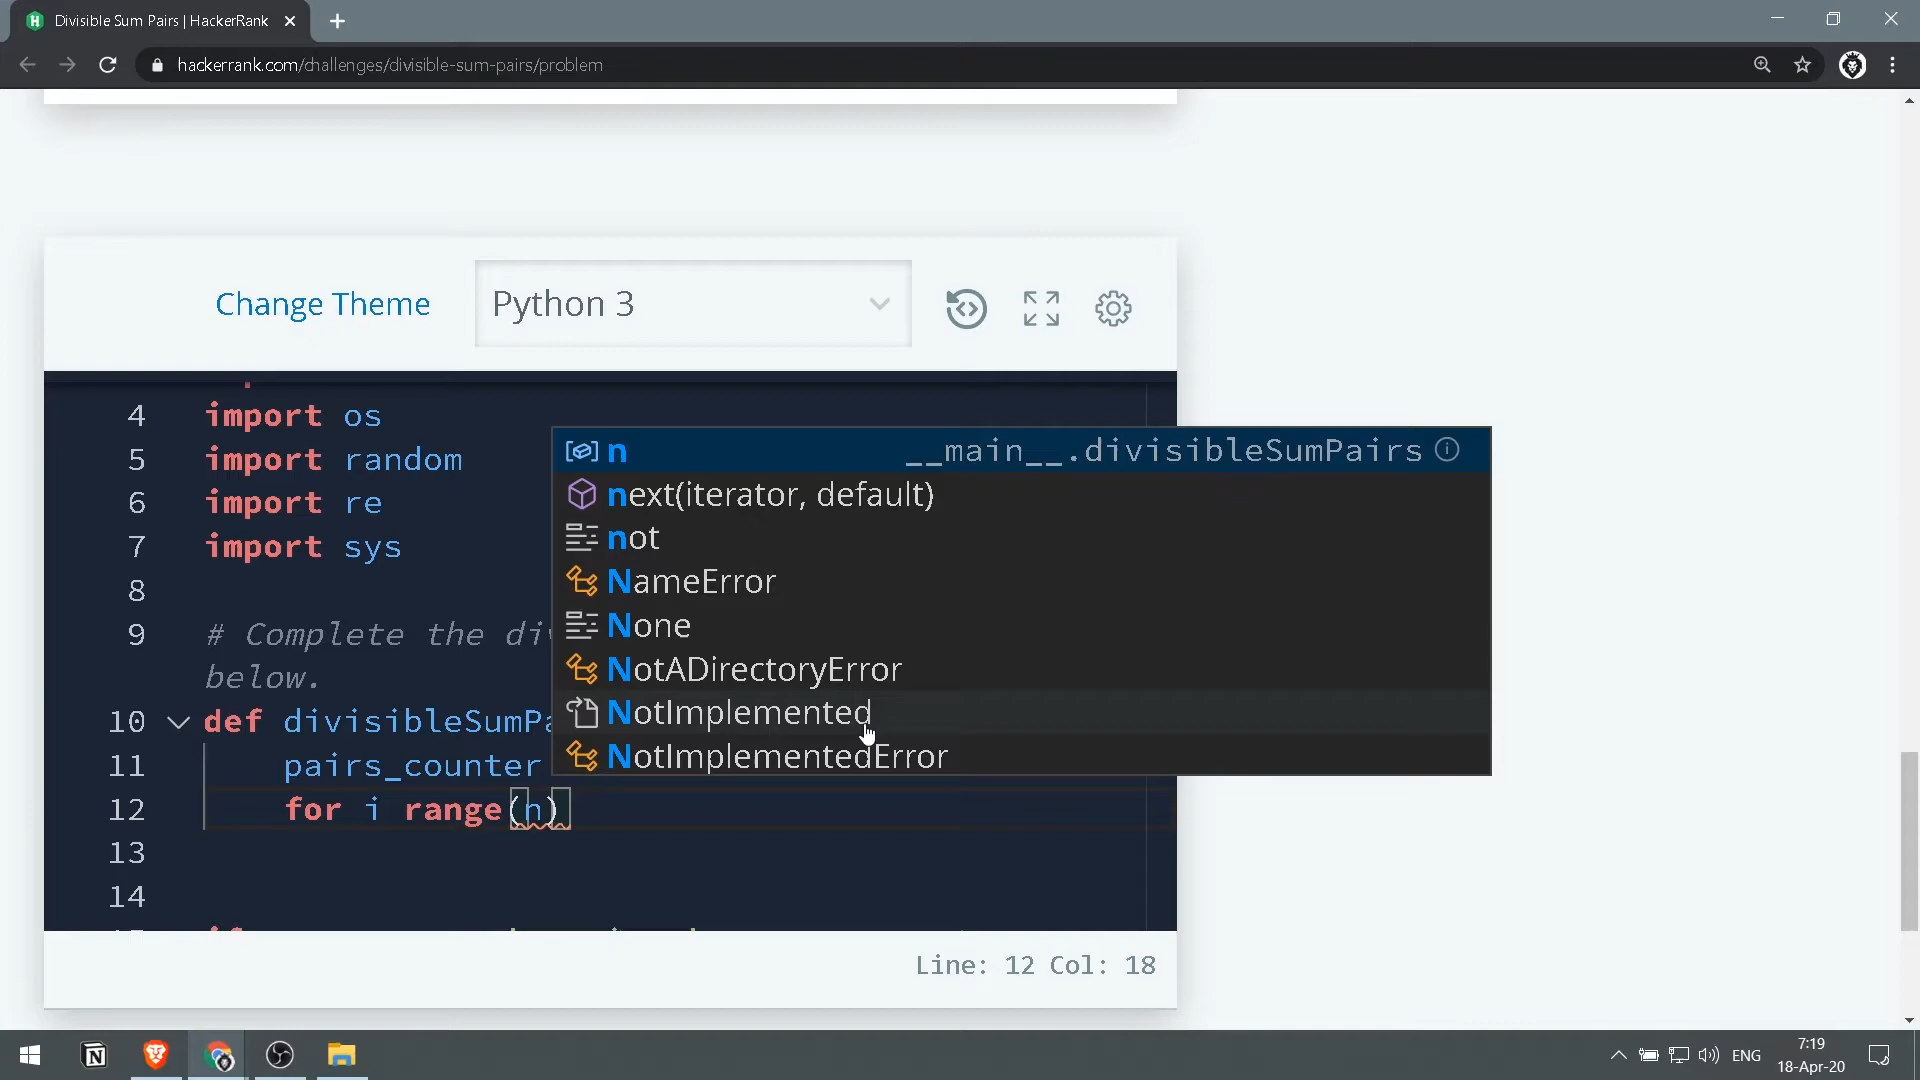 Divisible Sum Pairs | HackerRank
hackerrank.com/challenges/divisible-sum-pairs/problem
Change Theme
Python 3
4 import os
5 import random
6 import re
7 import sys
8
9 # Complete the di
below.
10 def divisibleSumPa
11 pairs_counter
12 for i range(n)
13
14
n __main__.divisibleSumPairs
next(iterator, default)
not
NameError
None
NotADirectoryError
NotImplemented
NotImplementedError
Line: 12 Col: 18
ENG
7:19
18-Apr-20